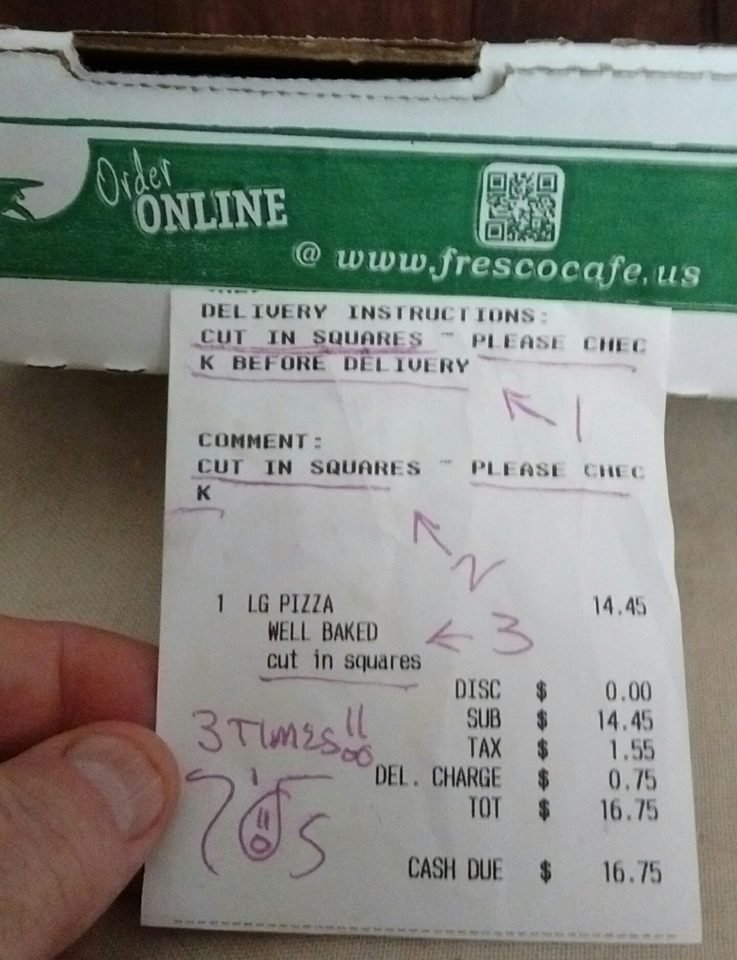 Order
ONLINE
@ www.frescocafe.us
DELIVERY INSTRUCTIONS:
CUT IN SQUARES - PLEASE CHEC
K BEFORE DELIVERY
1
COMMENT:
CUT IN SQUARES - PLEASE CHEC
K
2
1 LG PIZZA 14.45
WELL BAKED
3
cut in squares
DISC $ 0.00
3 TIMES!! SUB $ 14.45
TAX $ 1.55
DEL. CHARGE $ 0.75
TOT $ 16.75
CASH DUE $ 16.75